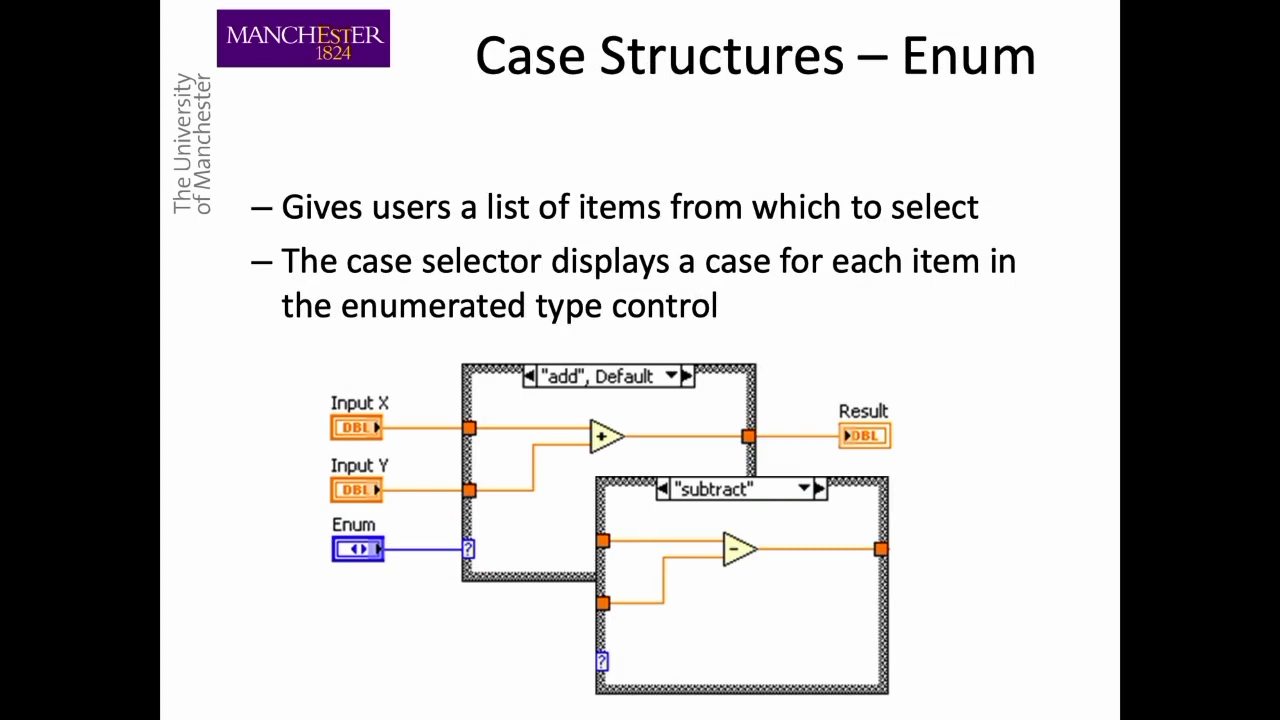 MANCHESTER
1824
The University
of Manchester
Case Structures – Enum
– Gives users a list of items from which to select
– The case selector displays a case for each item in
the enumerated type control
"add", Default
Input X
DBL
Result
DBL
+
Input Y
DBL
"subtract"
Enum
?
-
?